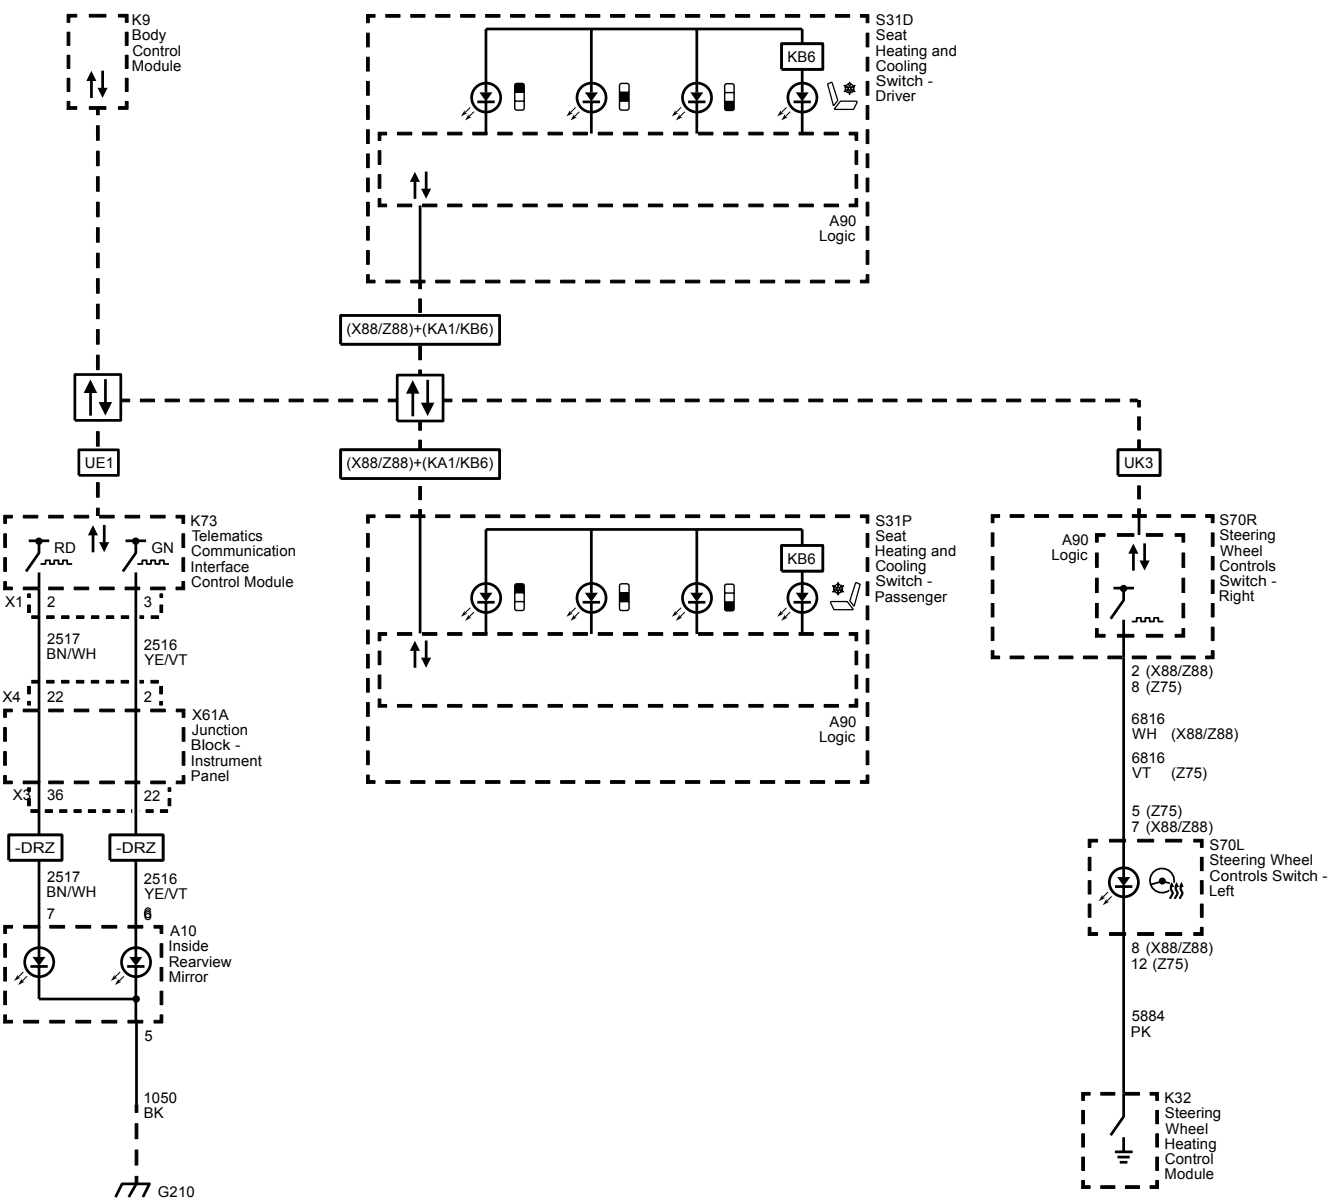 K9
Body
Control
Module
S31D
Seat
Heating and
Cooling
Switch -
Driver
KB6
A90
Logic
(X88/Z88)+(KA1/KB6)
UE1
(X88/Z88)+(KA1/KB6)
UK3
K73
Telematics
Communication
Interface
Control Module
RD
GN
X1
2
3
2517
BN/WH
2516
YE/VT
X4
22
2
X61A
Junction
Block -
Instrument
Panel
X3
36
22
-DRZ
-DRZ
2517
BN/WH
2516
YE/VT
7
6
A10
Inside
Rearview
Mirror
5
1050
BK
G210
S31P
Seat
Heating and
Cooling
Switch -
Passenger
KB6
A90
Logic
S70R
Steering
Wheel
Controls
Switch -
Right
A90
Logic
2 (X88/Z88)
8 (Z75)
6816
WH (X88/Z88)
6816
VT (Z75)
5 (Z75)
7 (X88/Z88)
S70L
Steering Wheel
Controls Switch -
Left
8 (X88/Z88)
12 (Z75)
5884
PK
K32
Steering
Wheel
Heating
Control
Module